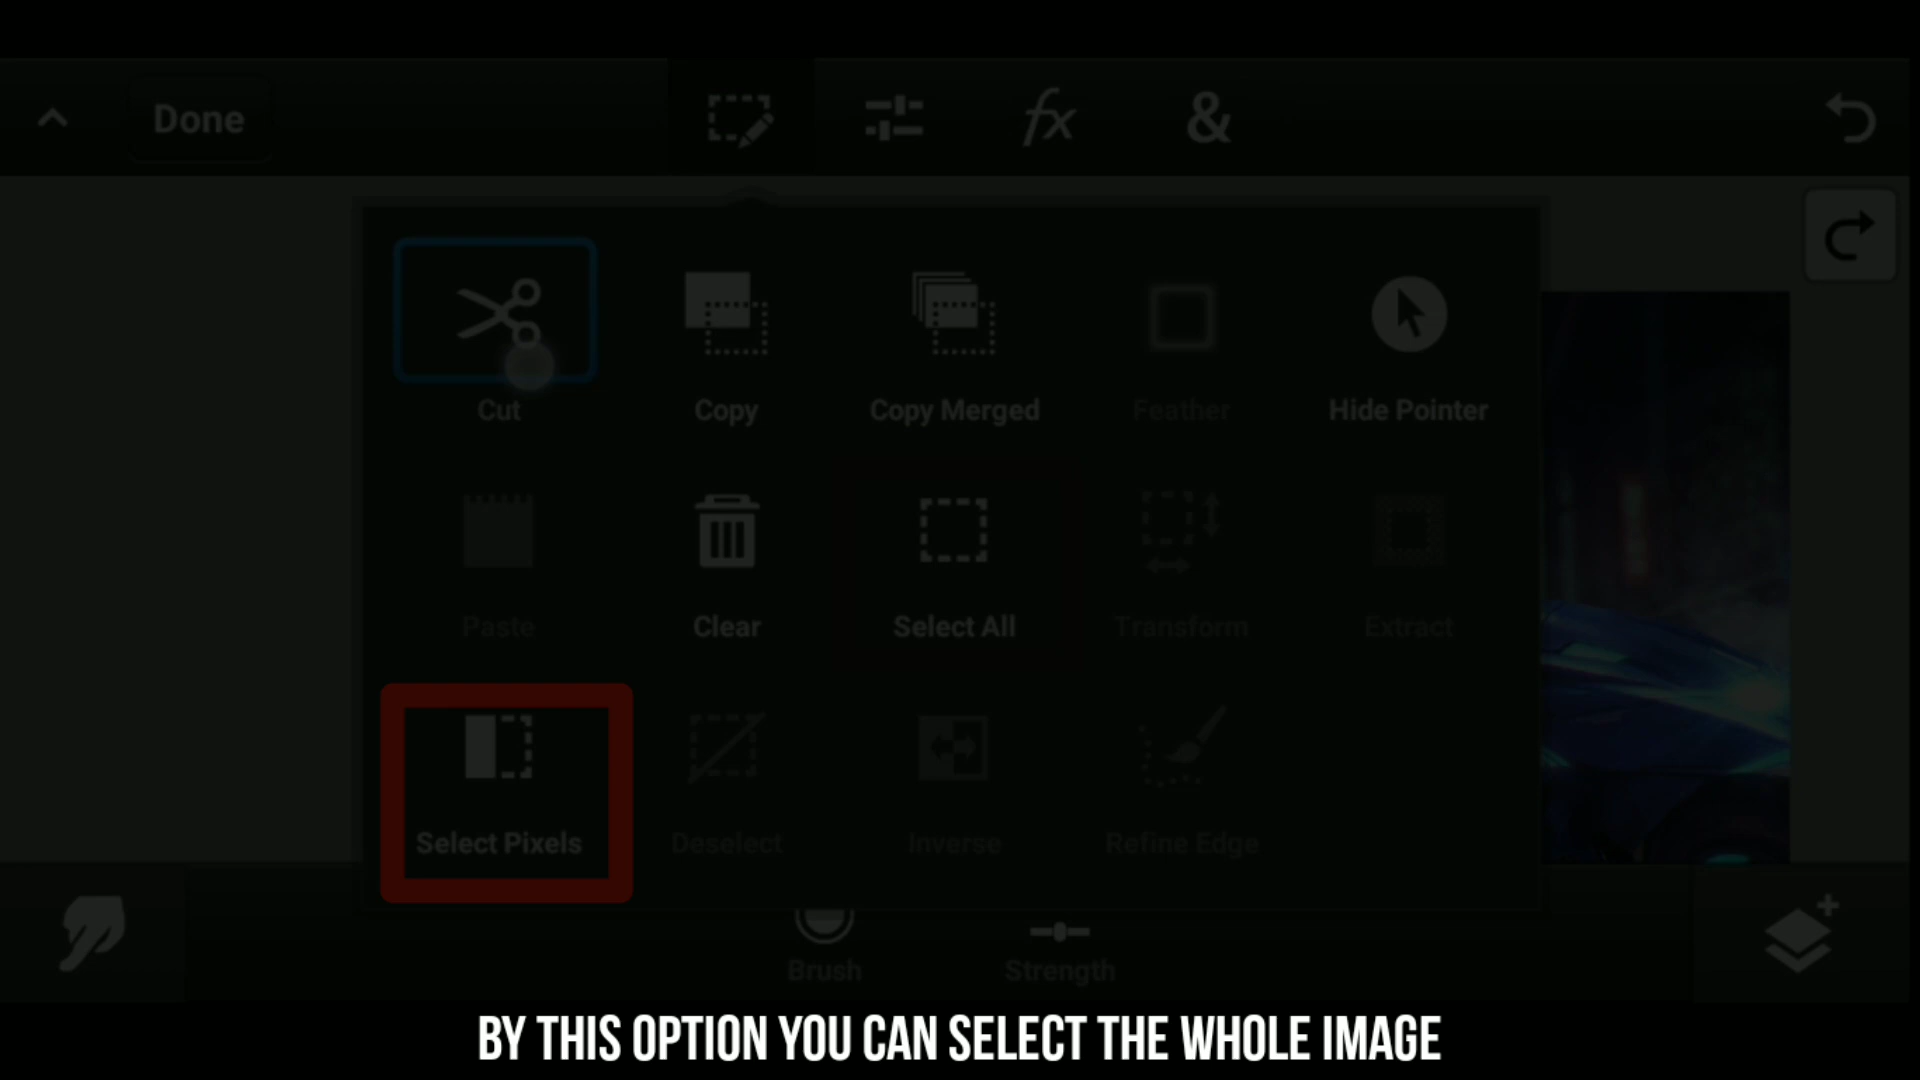 Done
fx
&
Cut
Copy
Copy Merged
Feather
Hide Pointer
Paste
Clear
Select All
Transform
Extract
Select Pixels
Deselect
Inverse
Refine Edge
Brush
Strength
BY THIS OPTION YOU CAN SELECT THE WHOLE IMAGE